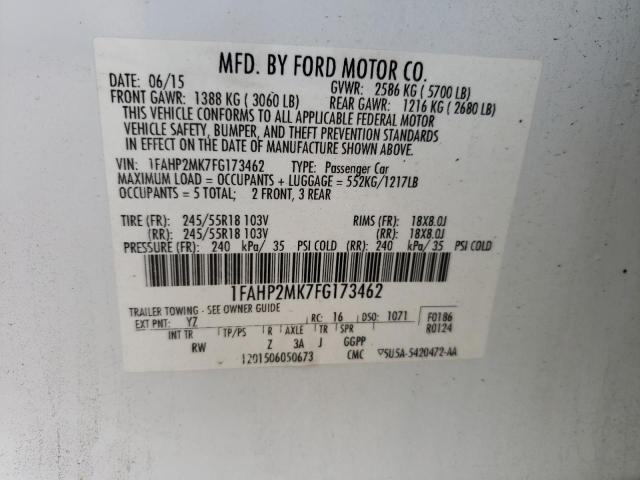 MFD. BY FORD MOTOR CO.
DATE: 06/15 GVWR: 2586 KG ( 5700 LB)
FRONT GAWR: 1388 KG ( 3060 LB) REAR GAWR: 1216 KG ( 2680 LB)
THIS VEHICLE CONFORMS TO ALL APPLICABLE FEDERAL MOTOR
VEHICLE SAFETY, BUMPER, AND THEFT PREVENTION STANDARDS
IN EFFECT ON THE DATE OF MANUFACTURE SHOWN ABOVE.
VIN: 1FAHP2MK7FG173462 TYPE: Passenger Car
MAXIMUM LOAD = OCCUPANTS + LUGGAGE = 552KG/1217LB
OCCUPANTS = 5 TOTAL; 2 FRONT, 3 REAR
TIRE (FR): 245/55R18 103V RIMS (FR): 18X8.0J
(RR): 245/55R18 103V (RR): 18X8.0J
PRESSURE (FR): 240 kPa/ 35 PSI COLD (RR): 240 kPa/ 35 PSI COLD
1FAHP2MK7FG173462
TRAILER TOWING - SEE OWNER GUIDE
EXT PNT: YZ RC: 16 DSO: 1071 F0186
R0124
INT TR TP/PS R AXLE TR SPR
RW Z 3A J GGPP
1201506050673 CMC ▽5U5A-5420472-AA